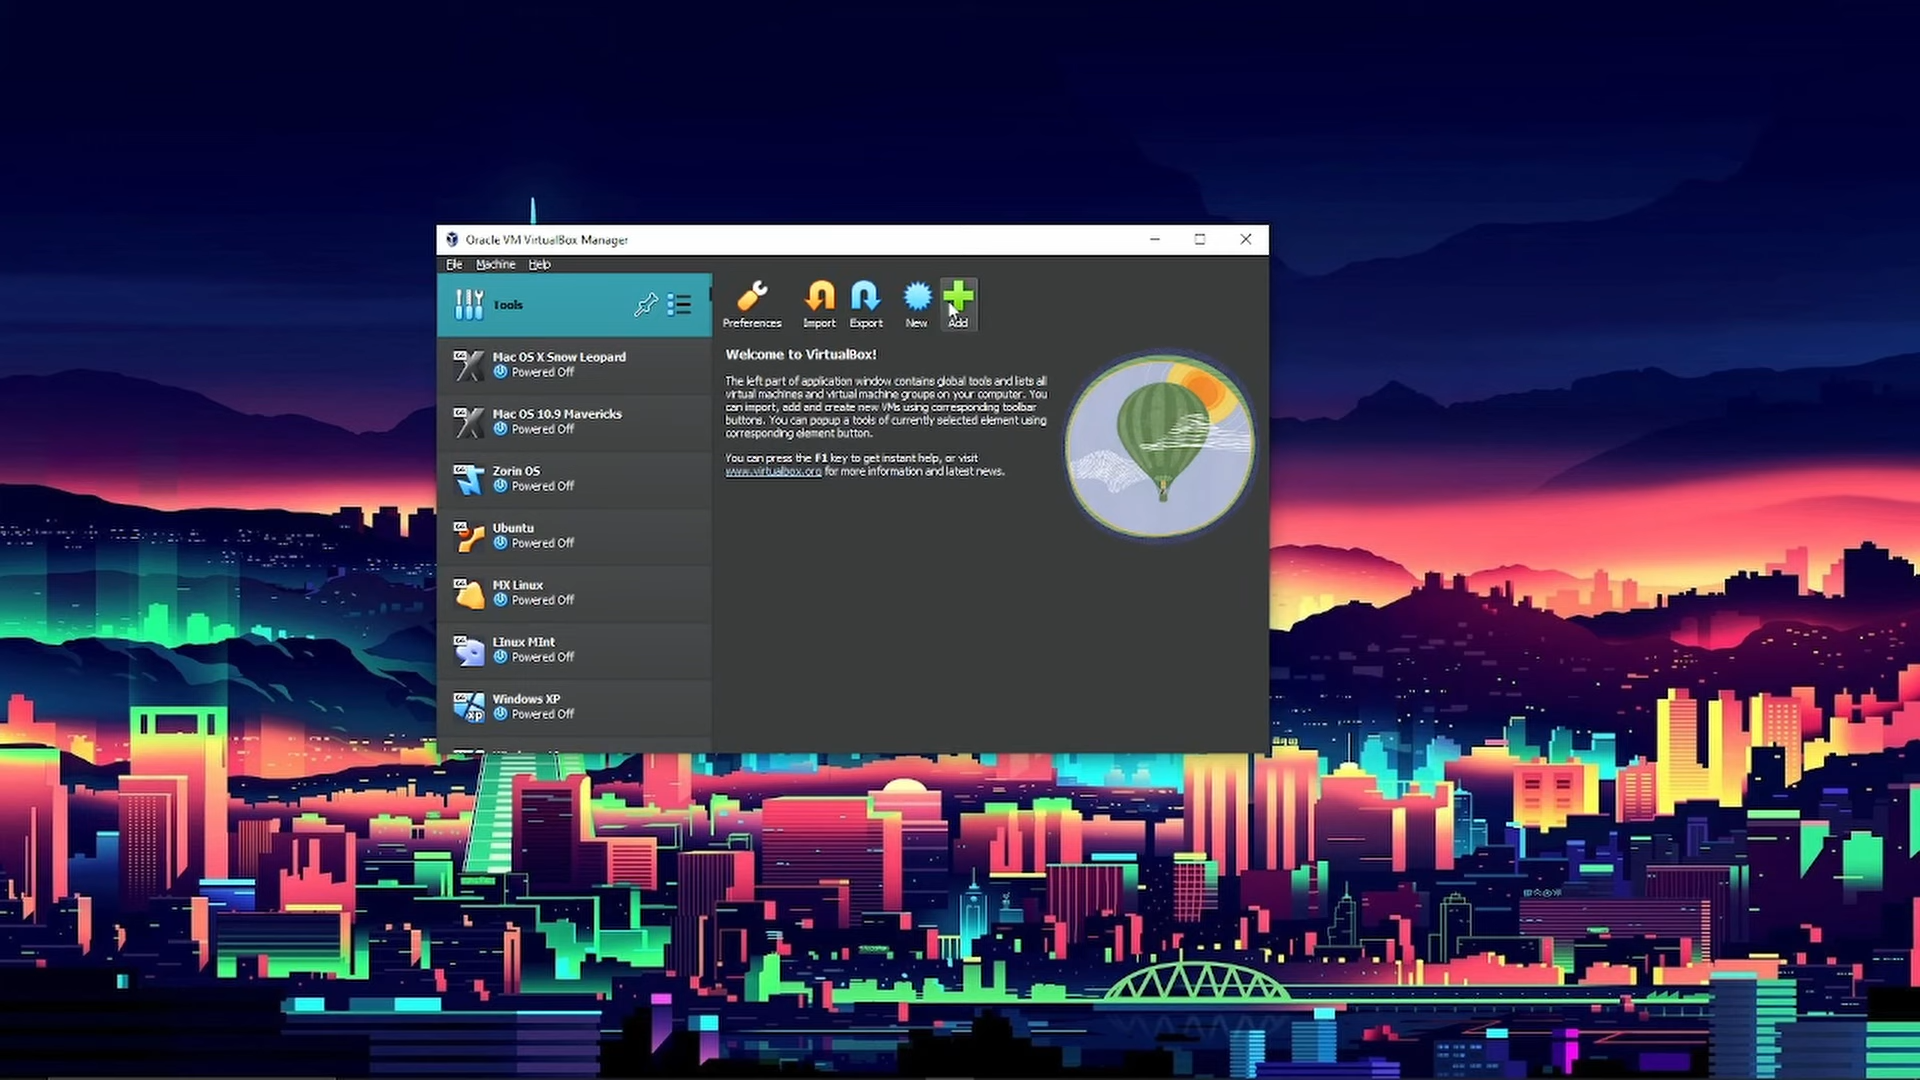 Oracle VM VirtualBox Manager
File Machine Help
Tools
Preferences Import Export New Add
Mac OS X Snow Leopard
Powered Off
Mac OS 10.9 Mavericks
Powered Off
Zorin OS
Powered Off
Ubuntu
Powered Off
MX Linux
Powered Off
LInux MInt
Powered Off
Windows XP
Powered Off
Welcome to VirtualBox!
The left part of application window contains global tools and lists all
virtual machines and virtual machine groups on your computer. You
can import, add and create new VMs using corresponding toolbar
buttons. You can popup a tools of currently selected element using
corresponding element button.
You can press the F1 key to get instant help, or visit
www.virtualbox.org for more information and latest news.